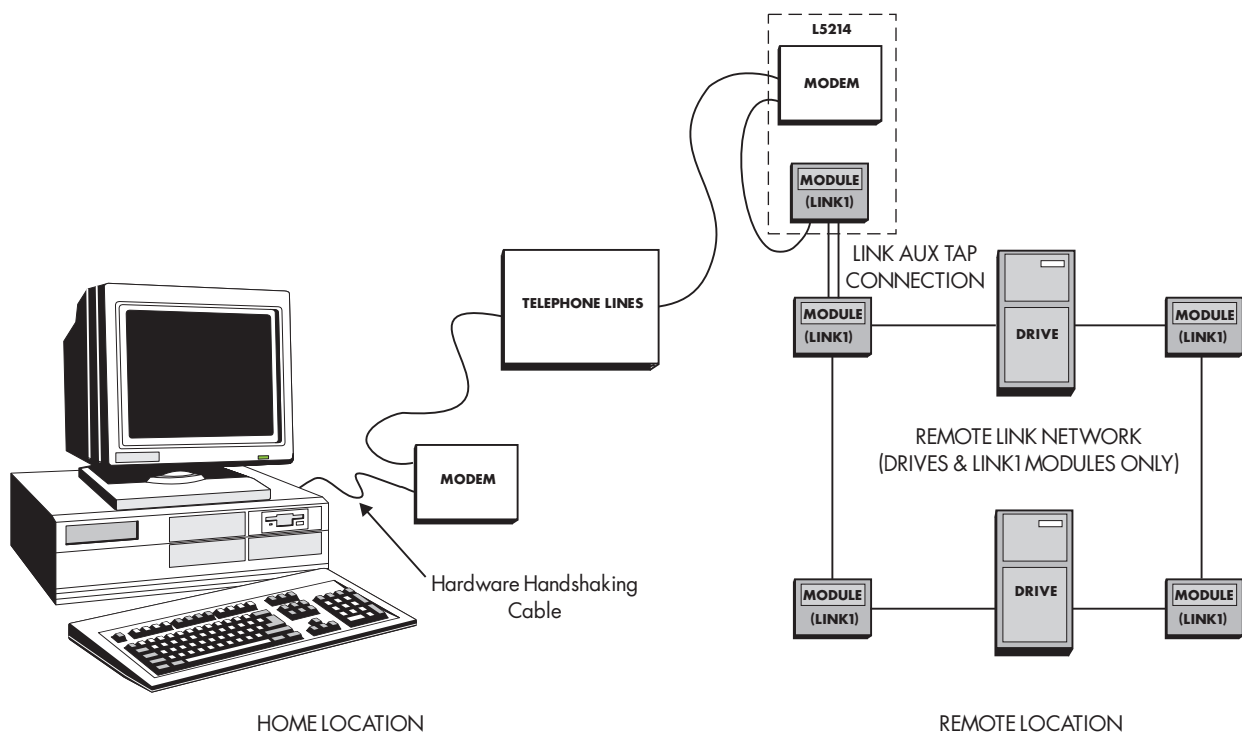 L5214
MODEM
MODULE
(LINK1)
LINK AUX TAP
CONNECTION
TELEPHONE LINES
MODULE
(LINK1)
DRIVE
MODULE
(LINK1)
REMOTE LINK NETWORK
(DRIVES & LINK1 MODULES ONLY)
MODEM
Hardware Handshaking
Cable
MODULE
(LINK1)
DRIVE
MODULE
(LINK1)
HOME LOCATION
REMOTE LOCATION